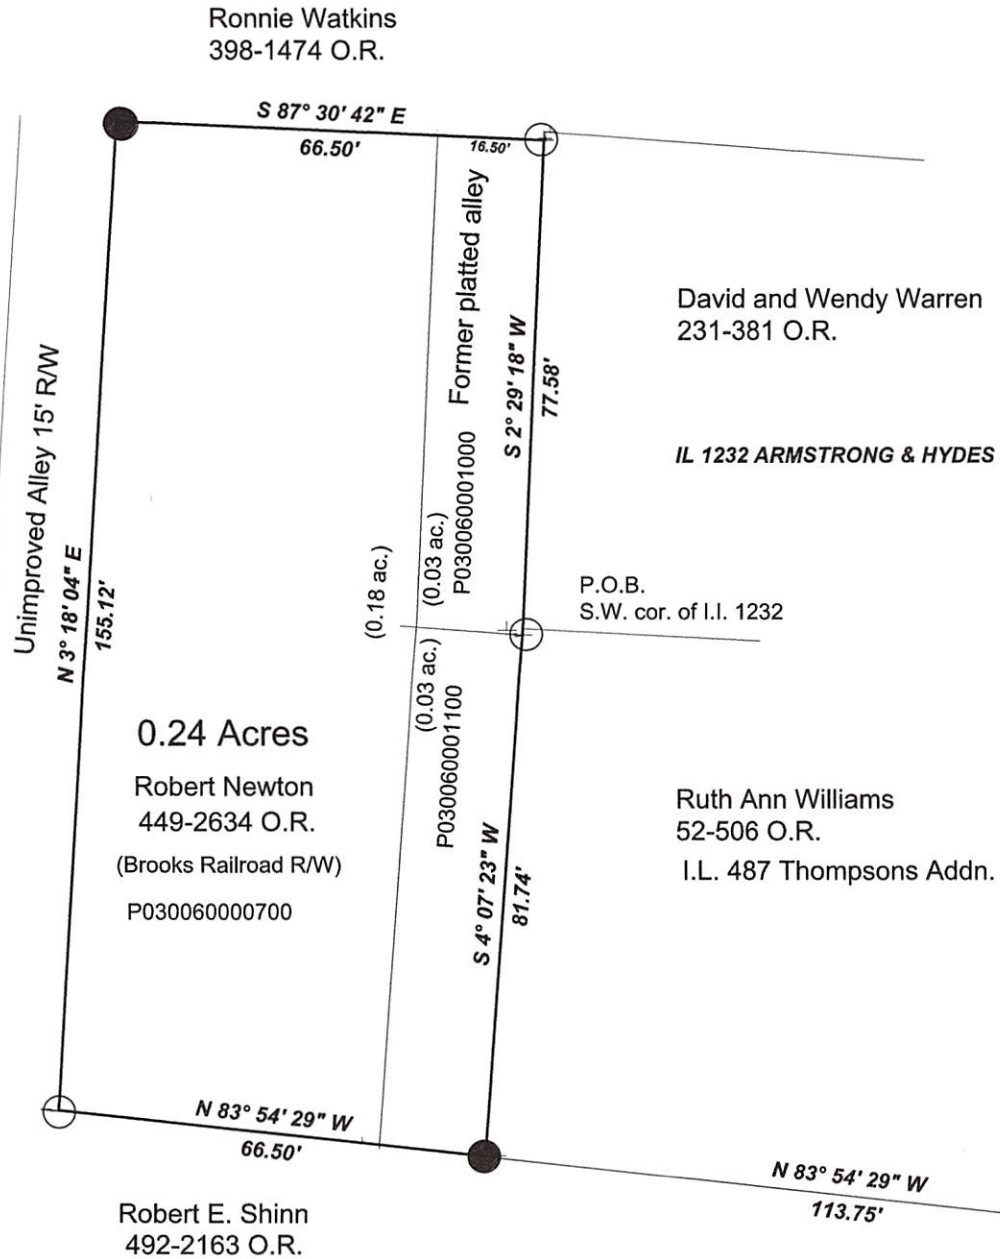 Ronnie Watkins
398-1474 O.R.
S 87° 30' 42" E
66.50'
16.50'
Former platted alley
S 2° 29' 18" W
77.58'
David and Wendy Warren
231-381 O.R.
IL 1232 ARMSTRONG & HYDES
Unimproved Alley 15' R/W
N 3° 18' 04" E
155.12'
(0.18 ac.)
(0.03 ac.)
P030060001000
P.O.B.
S.W. cor. of I.l. 1232
(0.03 ac.)
P030060001100
0.24 Acres
Robert Newton
449-2634 O.R.
(Brooks Railroad R/W)
P030060000700
S 4° 07' 23" W
81.74'
Ruth Ann Williams
52-506 O.R.
I.L. 487 Thompsons Addn.
N 83° 54' 29" W
66.50'
N 83° 54' 29" W
113.75'
Robert E. Shinn
492-2163 O.R.